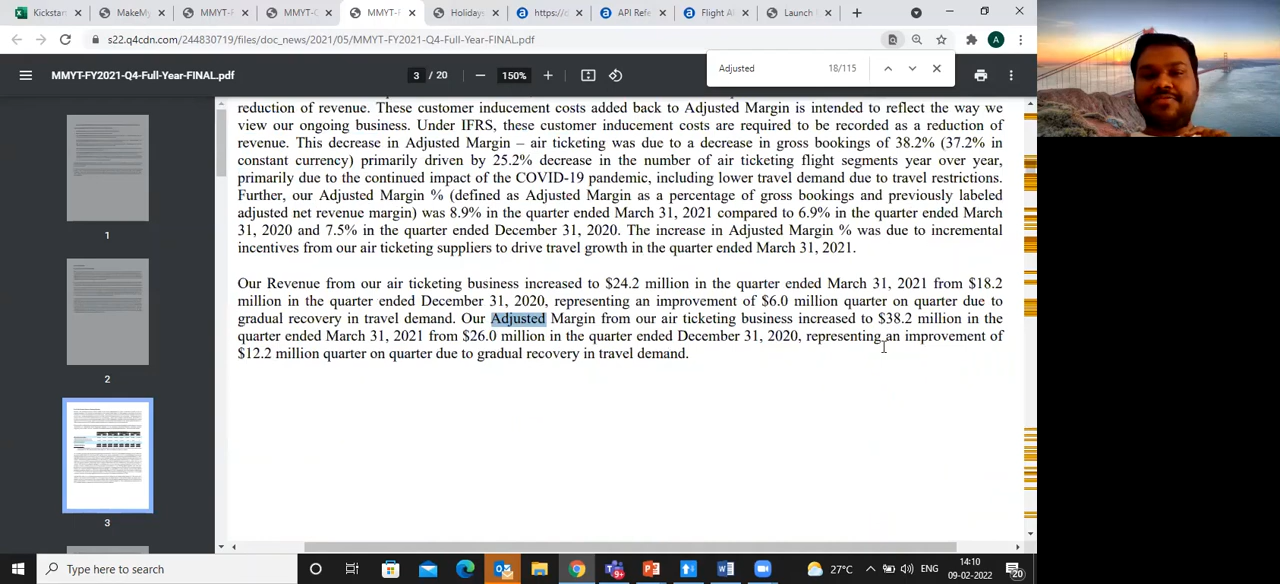 Kickstart
MakeMy
MMYT-F
MMYT-C
MMYT-F
Holidays
https://d
API Refe
Flight Al
Launch
s22.q4cdn.com/244830719/files/doc_news/2021/05/MMYT-FY2021-Q4-Full-Year-FINAL.pdf
A
Adjusted 18/115
MMYT-FY2021-Q4-Full-Year-FINAL.pdf
3 / 20
150%
reduction of revenue. These customer inducement costs added back to Adjusted Margin is intended to reflect the way we
view our ongoing business. Under IFRS, these customer inducement costs are required to be recorded as a reduction of
revenue. This decrease in Adjusted Margin – air ticketing was due to a decrease in gross bookings of 38.2% (37.2% in
constant currency) primarily driven by 25.2% decrease in the number of air ticketing flight segments year over year,
primarily due to the continued impact of the COVID-19 pandemic, including lower travel demand due to travel restrictions.
Further, our Adjusted Margin % (defined as Adjusted Margin as a percentage of gross bookings and previously labeled
adjusted net revenue margin) was 8.9% in the quarter ended March 31, 2021 compared to 6.9% in the quarter ended March
31, 2020 and 7.5% in the quarter ended December 31, 2020. The increase in Adjusted Margin % was due to incremental
incentives from our air ticketing suppliers to drive travel growth in the quarter ended March 31, 2021.
Our Revenue from our air ticketing business increased to $24.2 million in the quarter ended March 31, 2021 from $18.2
million in the quarter ended December 31, 2020, representing an improvement of $6.0 million quarter on quarter due to
gradual recovery in travel demand. Our Adjusted Margin from our air ticketing business increased to $38.2 million in the
quarter ended March 31, 2021 from $26.0 million in the quarter ended December 31, 2020, representing an improvement of
$12.2 million quarter on quarter due to gradual recovery in travel demand.
1
2
3
Type here to search
27°C
ENG
14:10
09-02-2022
20